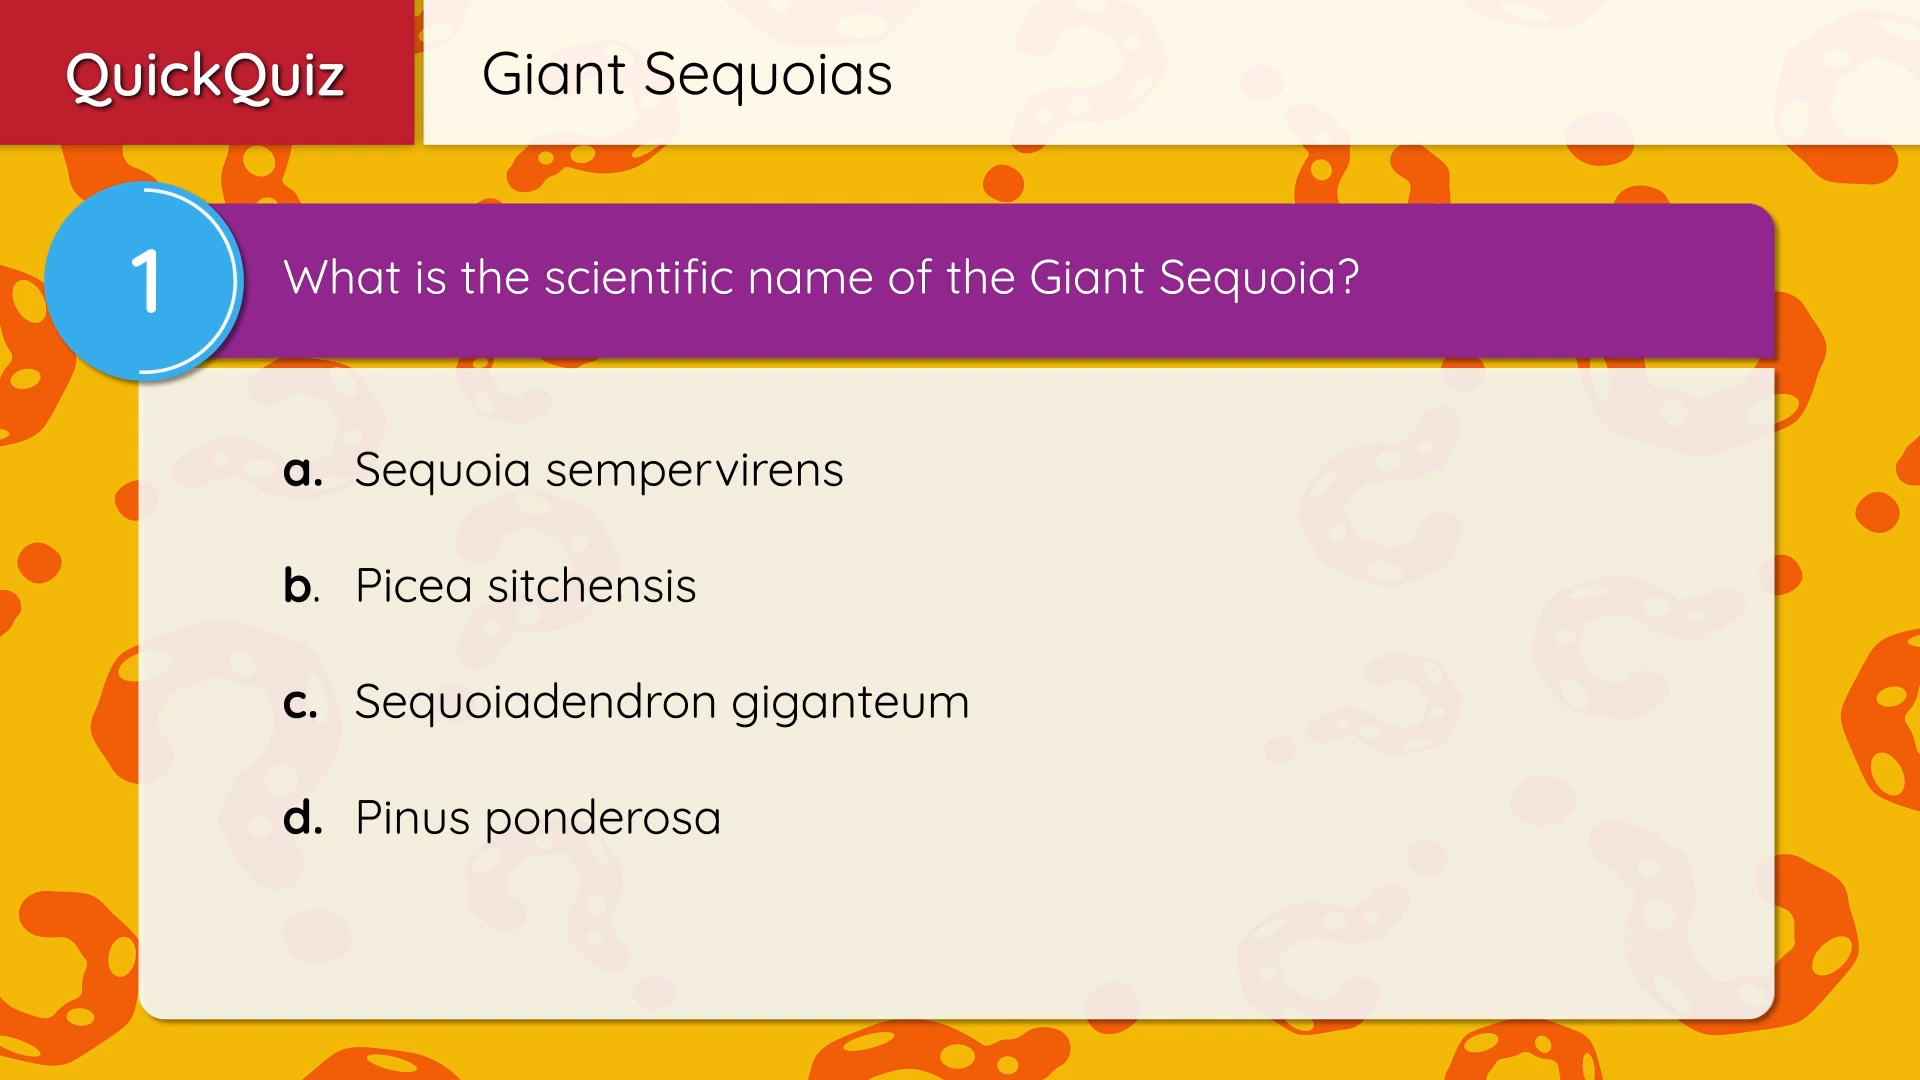 QuickQuiz
Giant Sequoias
1
What is the scientific name of the Giant Sequoia?
a. Sequoia sempervirens
b. Picea sitchensis
c. Sequoiadendron giganteum
d. Pinus ponderosa